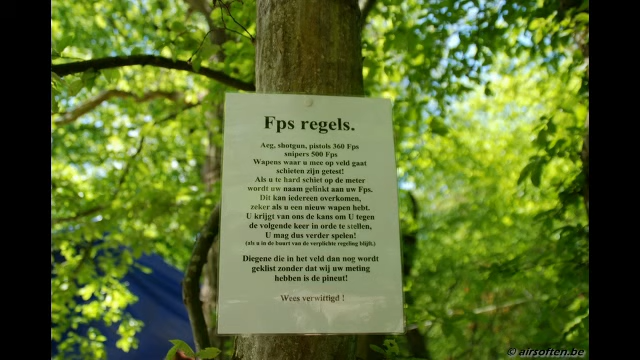 Fps regels.
Aeg, shotgun, pistols 360 Fps
snipers 500 Fps
Wapens waar u mee op veld gaat
schieten zijn getest!
Als u te hard schiet op de meter
wordt uw naam gelinkt aan uw Fps.
Dit kan iedereen overkomen,
zeker als u een nieuw wapen hebt.
U krijgt van ons de kans om U tegen
de volgende keer in orde te stellen,
U mag dus verder spelen!
(als u in de buurt van de verplichte regeling blijft.)
Diegene die in het veld dan nog wordt
geklist zonder dat wij uw meting
hebben is de pineut!
Wees verwittigd !
© airsoften.be